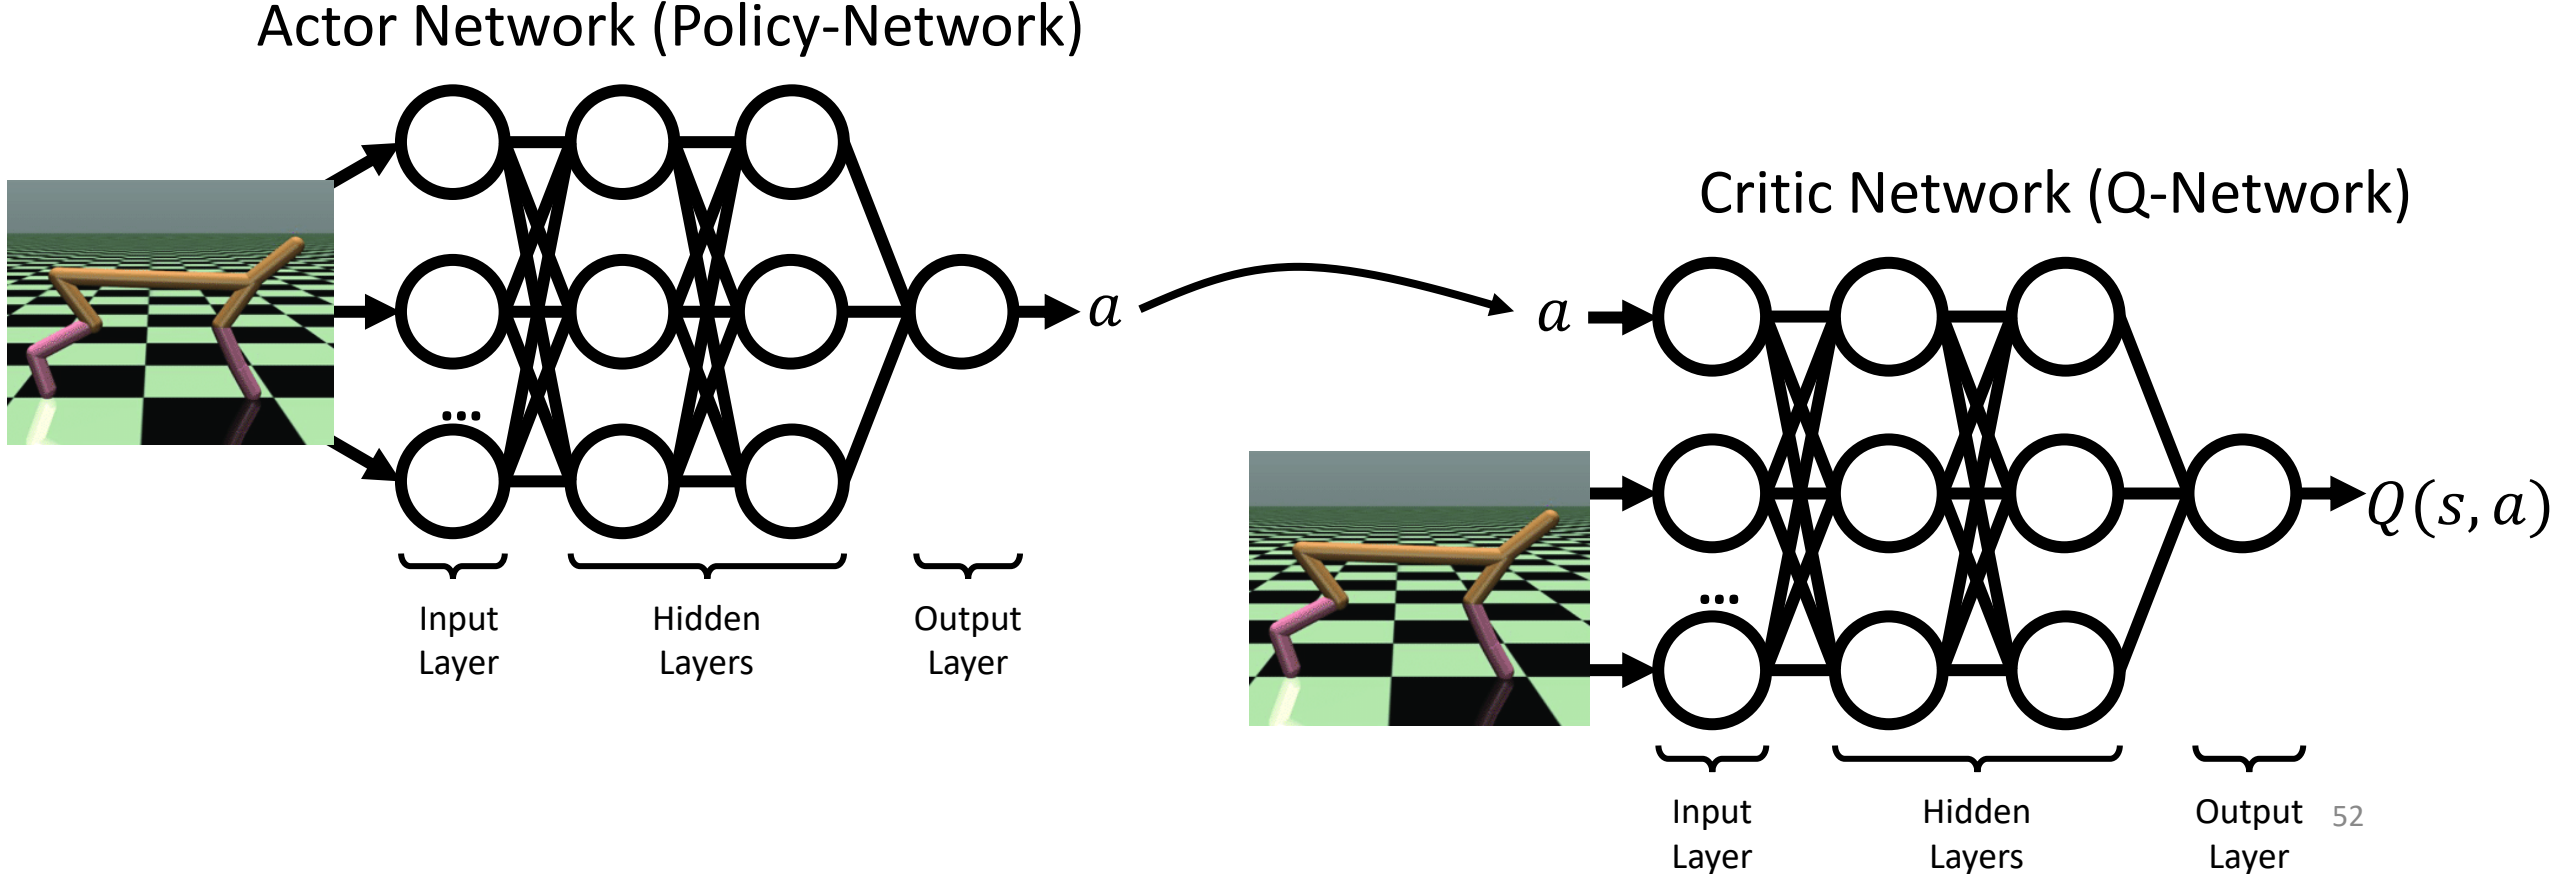 Actor Network (Policy-Network)
...
a
Input
Layer
Hidden
Layers
Output
Layer
Critic Network (Q-Network)
a
...
Q(s, a)
Input
Layer
Hidden
Layers
Output
Layer
52